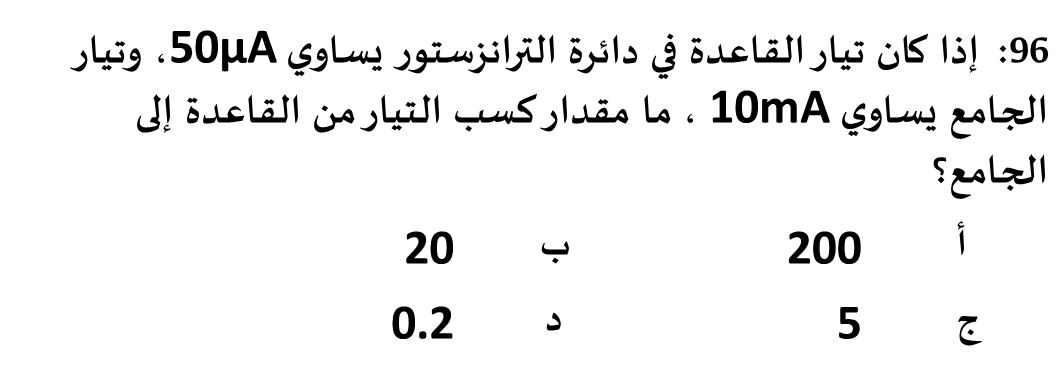 96: إذا كان تيار القاعدة في دائرة الترانزستور يساوي 50μA، وتيار
الجامع يساوي 10mA ، ما مقدار كسب التيار من القاعدة إلى
الجامع؟
أ 200 ب 20
ج 5 د 0.2